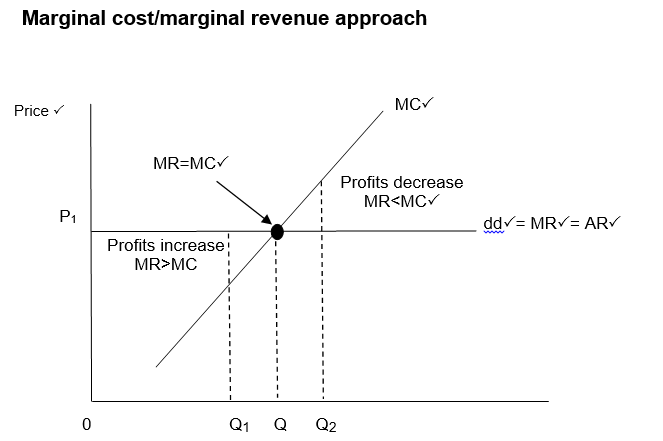 Marginal cost/marginal revenue approach
MC✓
Price ✓
MR=MC✓
Profits decrease
MR<MC✓
P₁
dd✓= MR✓= AR✓
Profits increase
MR>MC
0
Q₁
Q
Q₂